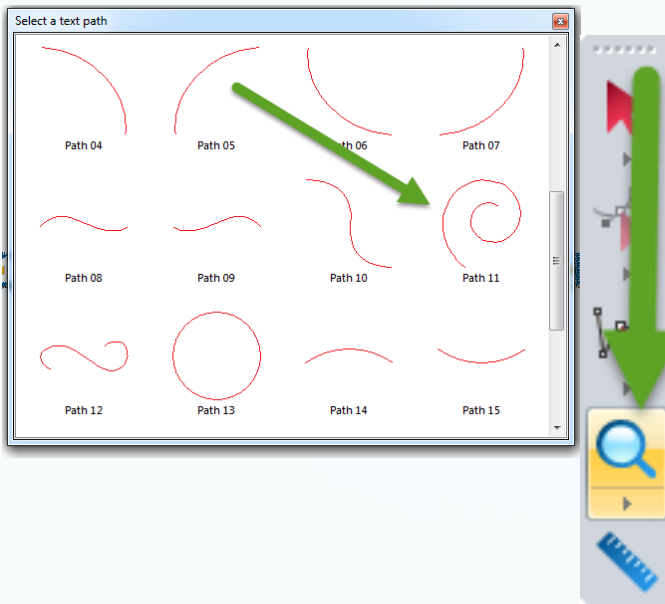 Select a text path
Path 04
Path 05
Path 06
Path 07
Path 08
Path 09
Path 10
Path 11
Path 12
Path 13
Path 14
Path 15